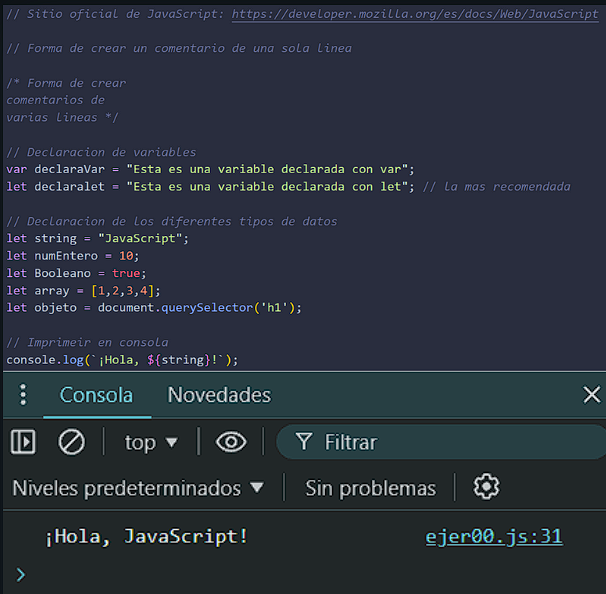 // Sitio oficial de JavaScript: https://developer.mozilla.org/es/docs/Web/JavaScript
// Forma de crear un comentario de una sola linea
/* Forma de crear
comentarios de
varias lineas */
// Declaracion de variables
var declaraVar = "Esta es una variable declarada con var";
let declaralet = "Esta es una variable declarada con let"; // la mas recomendada
// Declaracion de los diferentes tipos de datos
let string = "JavaScript";
let numEntero = 10;
let Booleano = true;
let array = [1,2,3,4];
let objeto = document.querySelector('h1');
// Imprimeir en consola
console.log(`¡Hola, ${string}!`);
Consola Novedades
top Filtrar
Niveles predeterminados Sin problemas
¡Hola, JavaScript! ejer00.js:31